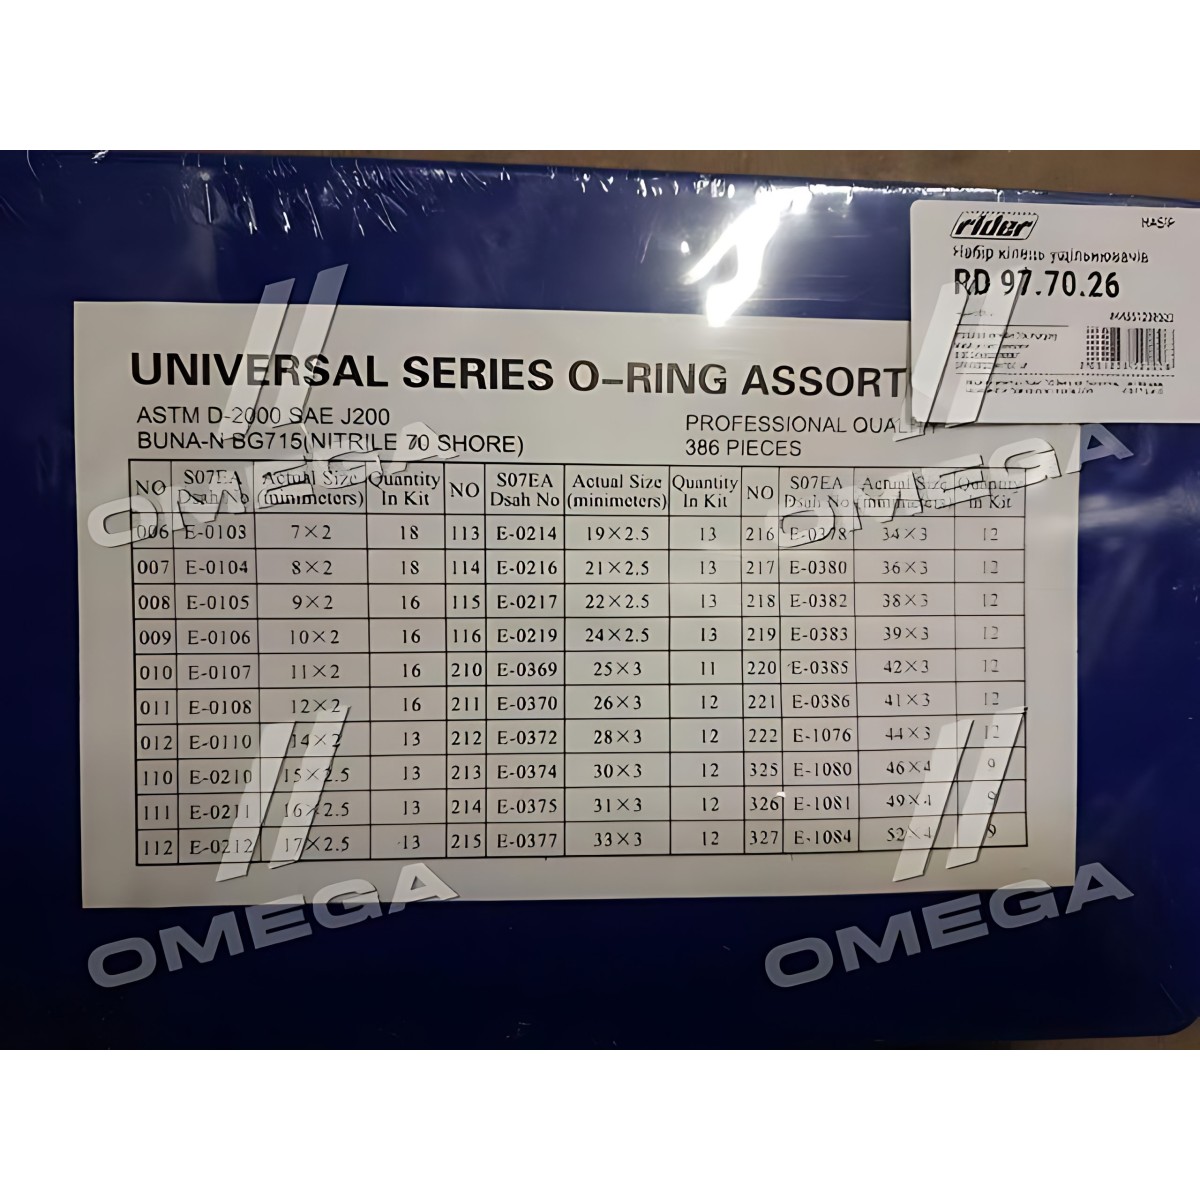 rider
Набір кілець ущільнювачів
RD 97.70.26
UNIVERSAL SERIES O-RING ASSORT
ASTM D-2000 SAE J200
BUNA-N BG715(NITRILE 70 SHORE)
PROFESSIONAL QUALITY
386 PIECES
NO S07EA Dsah No Actual Size (minimeters) Quantity In Kit NO S07EA Dsah No Actual Size (minimeters) Quantity In Kit NO S07EA Dsah No Actual Size (minimeters) Quantity In Kit
006 E-0103 7×2 18 113 E-0214 19×2.5 13 216 E-0378 34×3 12
007 E-0104 8×2 18 114 E-0216 21×2.5 13 217 E-0380 36×3 12
008 E-0105 9×2 16 115 E-0217 22×2.5 13 218 E-0382 38×3 12
009 E-0106 10×2 16 116 E-0219 24×2.5 13 219 E-0383 39×3 12
010 E-0107 11×2 16 210 E-0369 25×3 11 220 E-0385 42×3 12
011 E-0108 12×2 16 211 E-0370 26×3 12 221 E-0386 41×3 12
012 E-0110 14×2 13 212 E-0372 28×3 12 222 E-1076 44×3 12
110 E-0210 15×2.5 13 213 E-0374 30×3 12 325 E-1080 46×4 9
111 E-0211 16×2.5 13 214 E-0375 31×3 12 326 E-1081 49×4 9
112 E-0212 17×2.5 13 215 E-0377 33×3 12 327 E-1084 52×4 9
OMEGA
OMEGA
OMEGA
OMEGA